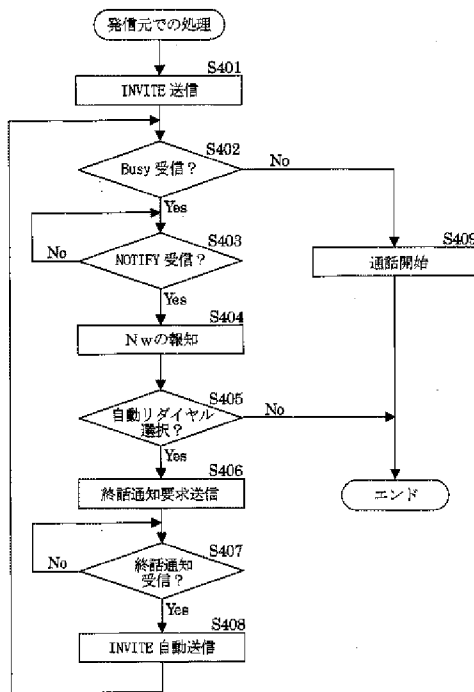 発信元での処理
S401
INVITE 送信
S402
Busy 受信？
No
Yes
S403
NOTIFY 受信？
No
Yes
S409
通話開始
S404
Ｎｗの報知
S405
自動リダイヤル
選択？
No
Yes
S406
終話通知要求送信
エンド
S407
終話通知
受信？
No
Yes
S408
INVITE 自動送信